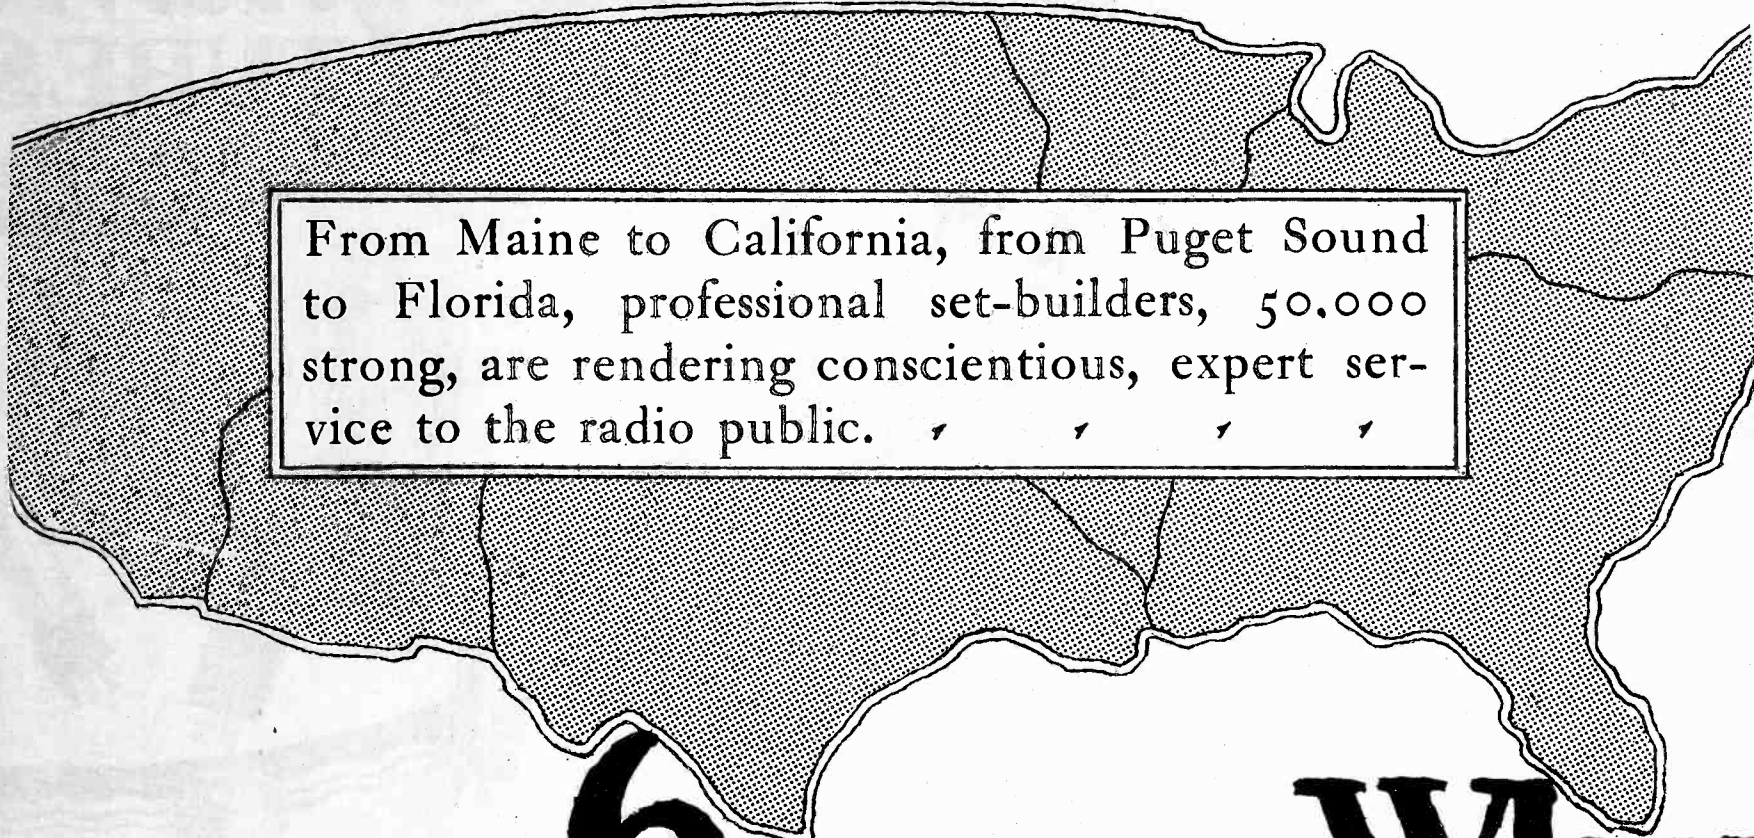 From Maine to California, from Puget Sound
to Florida, professional set-builders, 50.000
strong, are rendering conscientious, expert ser-
vice to the radio public.